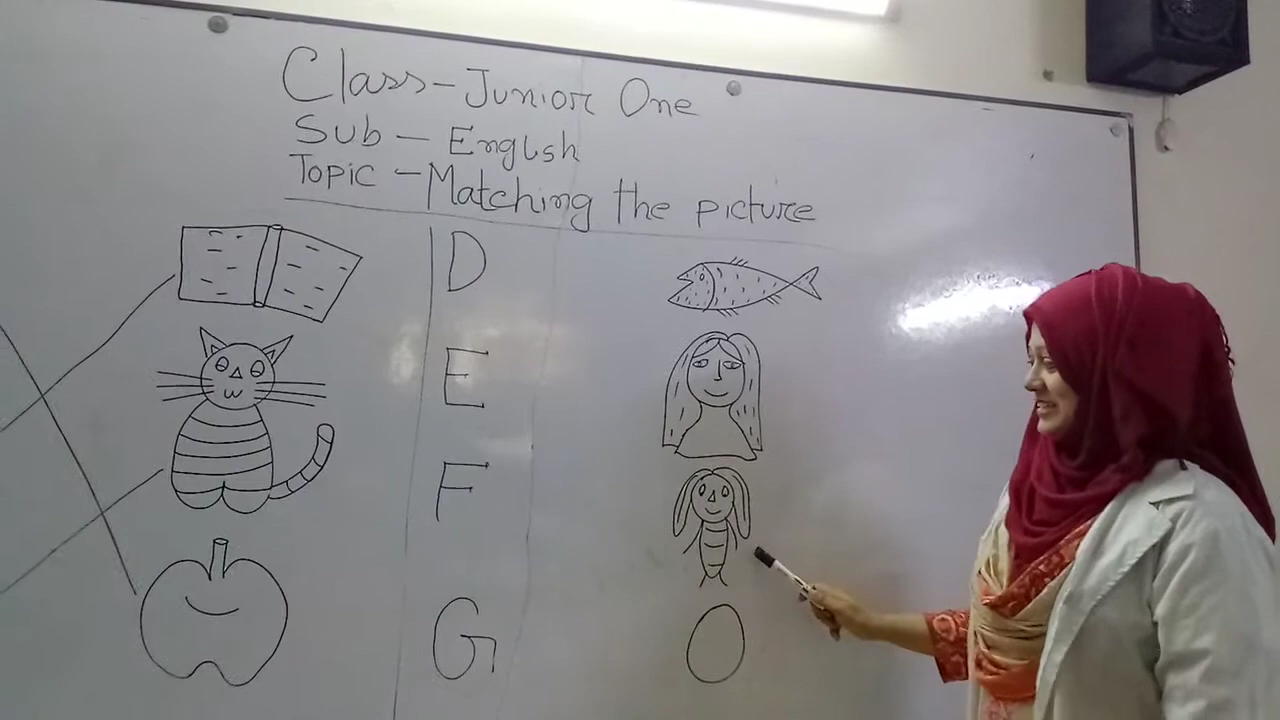 Class - Junior One
Sub - English
Topic - Matching the picture
D
E
F
G